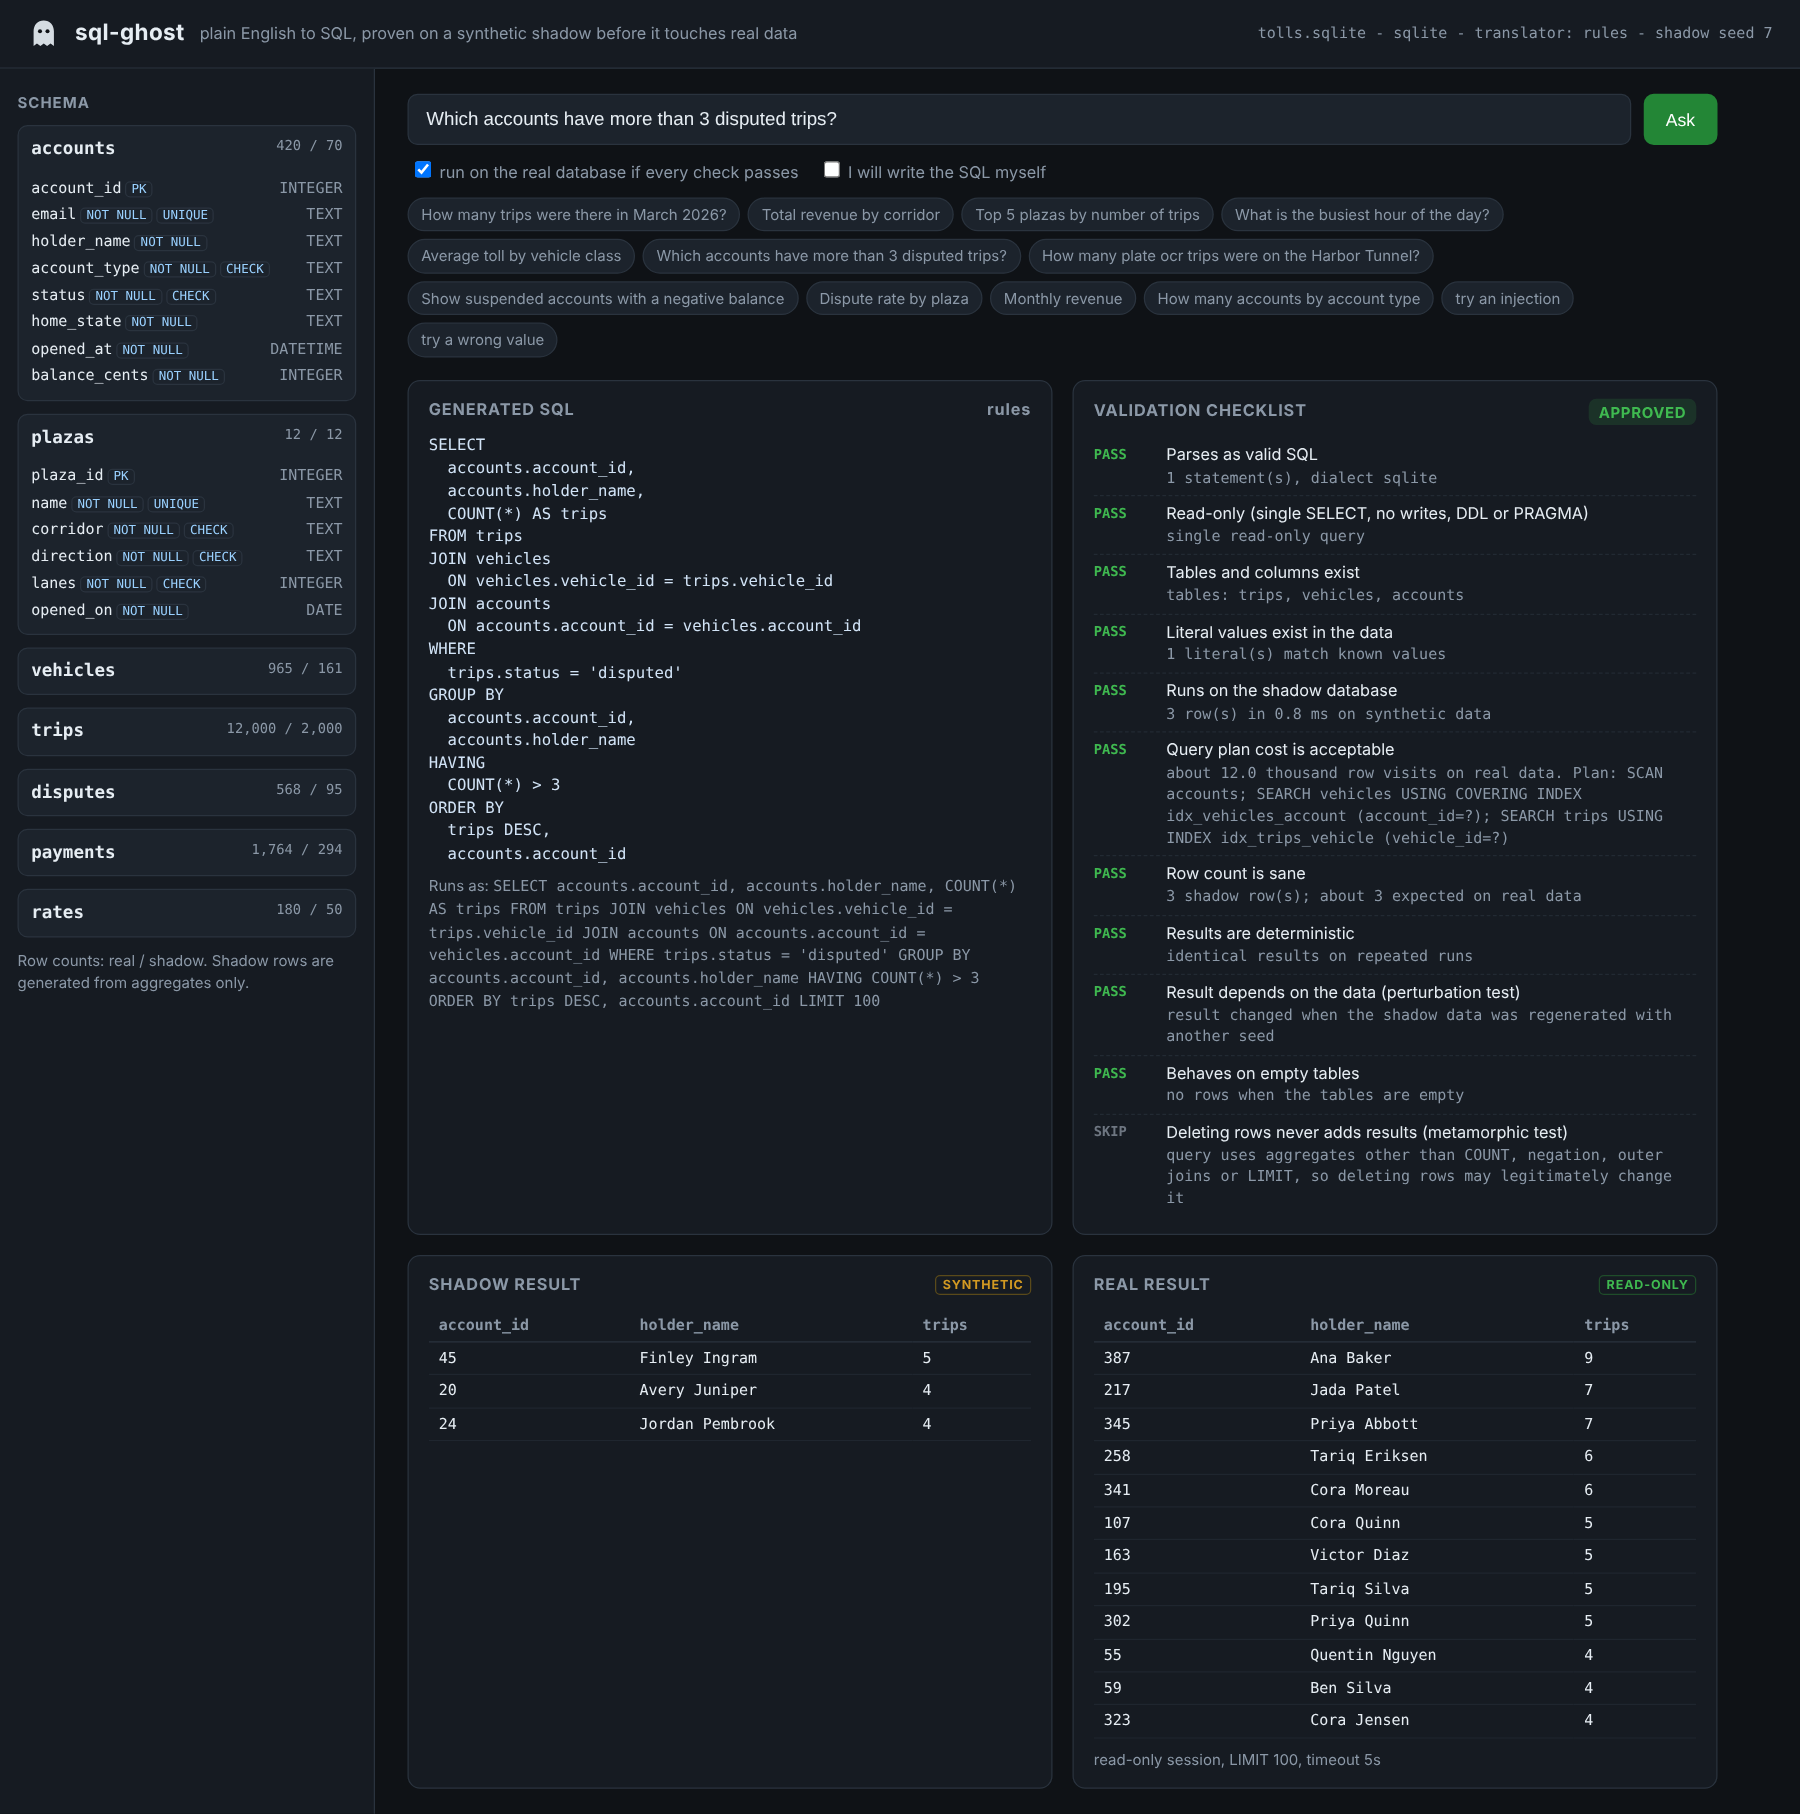 sql-ghost plain English to SQL, proven on a synthetic shadow before it touches real data tolls.sqlite - sqlite - translator: rules - shadow seed 7
SCHEMA
accounts 420 / 70
account_id PK INTEGER
email NOT NULL UNIQUE TEXT
holder_name NOT NULL TEXT
account_type NOT NULL CHECK TEXT
status NOT NULL CHECK TEXT
home_state NOT NULL TEXT
opened_at NOT NULL DATETIME
balance_cents NOT NULL INTEGER
plazas 12 / 12
plaza_id PK INTEGER
name NOT NULL UNIQUE TEXT
corridor NOT NULL CHECK TEXT
direction NOT NULL CHECK TEXT
lanes NOT NULL CHECK INTEGER
opened_on NOT NULL DATE
vehicles 965 / 161
trips 12,000 / 2,000
disputes 568 / 95
payments 1,764 / 294
rates 180 / 50
Row counts: real / shadow. Shadow rows are
generated from aggregates only.
Which accounts have more than 3 disputed trips? Ask
run on the real database if every check passes I will write the SQL myself
How many trips were there in March 2026? Total revenue by corridor Top 5 plazas by number of trips What is the busiest hour of the day?
Average toll by vehicle class Which accounts have more than 3 disputed trips? How many plate ocr trips were on the Harbor Tunnel?
Show suspended accounts with a negative balance Dispute rate by plaza Monthly revenue How many accounts by account type try an injection
try a wrong value
GENERATED SQL rules
SELECT
accounts.account_id,
accounts.holder_name,
COUNT(*) AS trips
FROM trips
JOIN vehicles
ON vehicles.vehicle_id = trips.vehicle_id
JOIN accounts
ON accounts.account_id = vehicles.account_id
WHERE
trips.status = 'disputed'
GROUP BY
accounts.account_id,
accounts.holder_name
HAVING
COUNT(*) > 3
ORDER BY
trips DESC,
accounts.account_id
Runs as: SELECT accounts.account_id, accounts.holder_name, COUNT(*)
AS trips FROM trips JOIN vehicles ON vehicles.vehicle_id =
trips.vehicle_id JOIN accounts ON accounts.account_id =
vehicles.account_id WHERE trips.status = 'disputed' GROUP BY
accounts.account_id, accounts.holder_name HAVING COUNT(*) > 3
ORDER BY trips DESC, accounts.account_id LIMIT 100
VALIDATION CHECKLIST APPROVED
PASS Parses as valid SQL
1 statement(s), dialect sqlite
PASS Read-only (single SELECT, no writes, DDL or PRAGMA)
single read-only query
PASS Tables and columns exist
tables: trips, vehicles, accounts
PASS Literal values exist in the data
1 literal(s) match known values
PASS Runs on the shadow database
3 row(s) in 0.8 ms on synthetic data
PASS Query plan cost is acceptable
about 12.0 thousand row visits on real data. Plan: SCAN
accounts; SEARCH vehicles USING COVERING INDEX
idx_vehicles_account (account_id=?); SEARCH trips USING
INDEX idx_trips_vehicle (vehicle_id=?)
PASS Row count is sane
3 shadow row(s); about 3 expected on real data
PASS Results are deterministic
identical results on repeated runs
PASS Result depends on the data (perturbation test)
result changed when the shadow data was regenerated with
another seed
PASS Behaves on empty tables
no rows when the tables are empty
SKIP Deleting rows never adds results (metamorphic test)
query uses aggregates other than COUNT, negation, outer
joins or LIMIT, so deleting rows may legitimately change
it
SHADOW RESULT SYNTHETIC
account_id holder_name trips
45 Finley Ingram 5
20 Avery Juniper 4
24 Jordan Pembrook 4
REAL RESULT READ-ONLY
account_id holder_name trips
387 Ana Baker 9
217 Jada Patel 7
345 Priya Abbott 7
258 Tariq Eriksen 6
341 Cora Moreau 6
107 Cora Quinn 5
163 Victor Diaz 5
195 Tariq Silva 5
302 Priya Quinn 5
55 Quentin Nguyen 4
59 Ben Silva 4
323 Cora Jensen 4
read-only session, LIMIT 100, timeout 5s